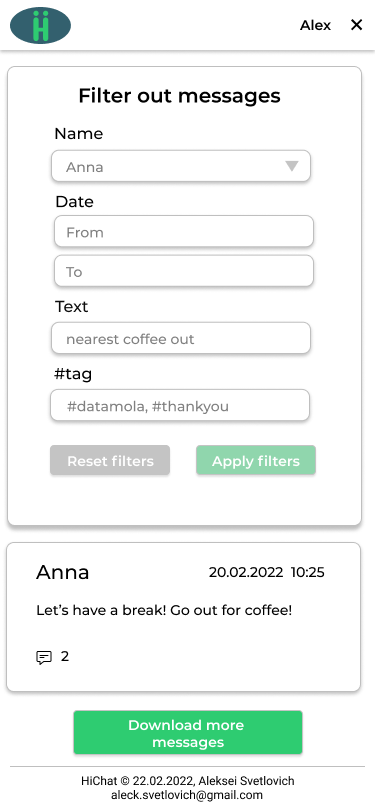 Alex
Filter out messages
Name
Anna
Date
From
To
Text
nearest coffee out
#tag
#datamola, #thankyou
Reset filters
Apply filters
Anna
20.02.2022 10:25
Let's have a break! Go out for coffee!
2
Download more
messages
HiChat © 22.02.2022, Aleksei Svetlovich
aleck.svetlovich@gmail.com